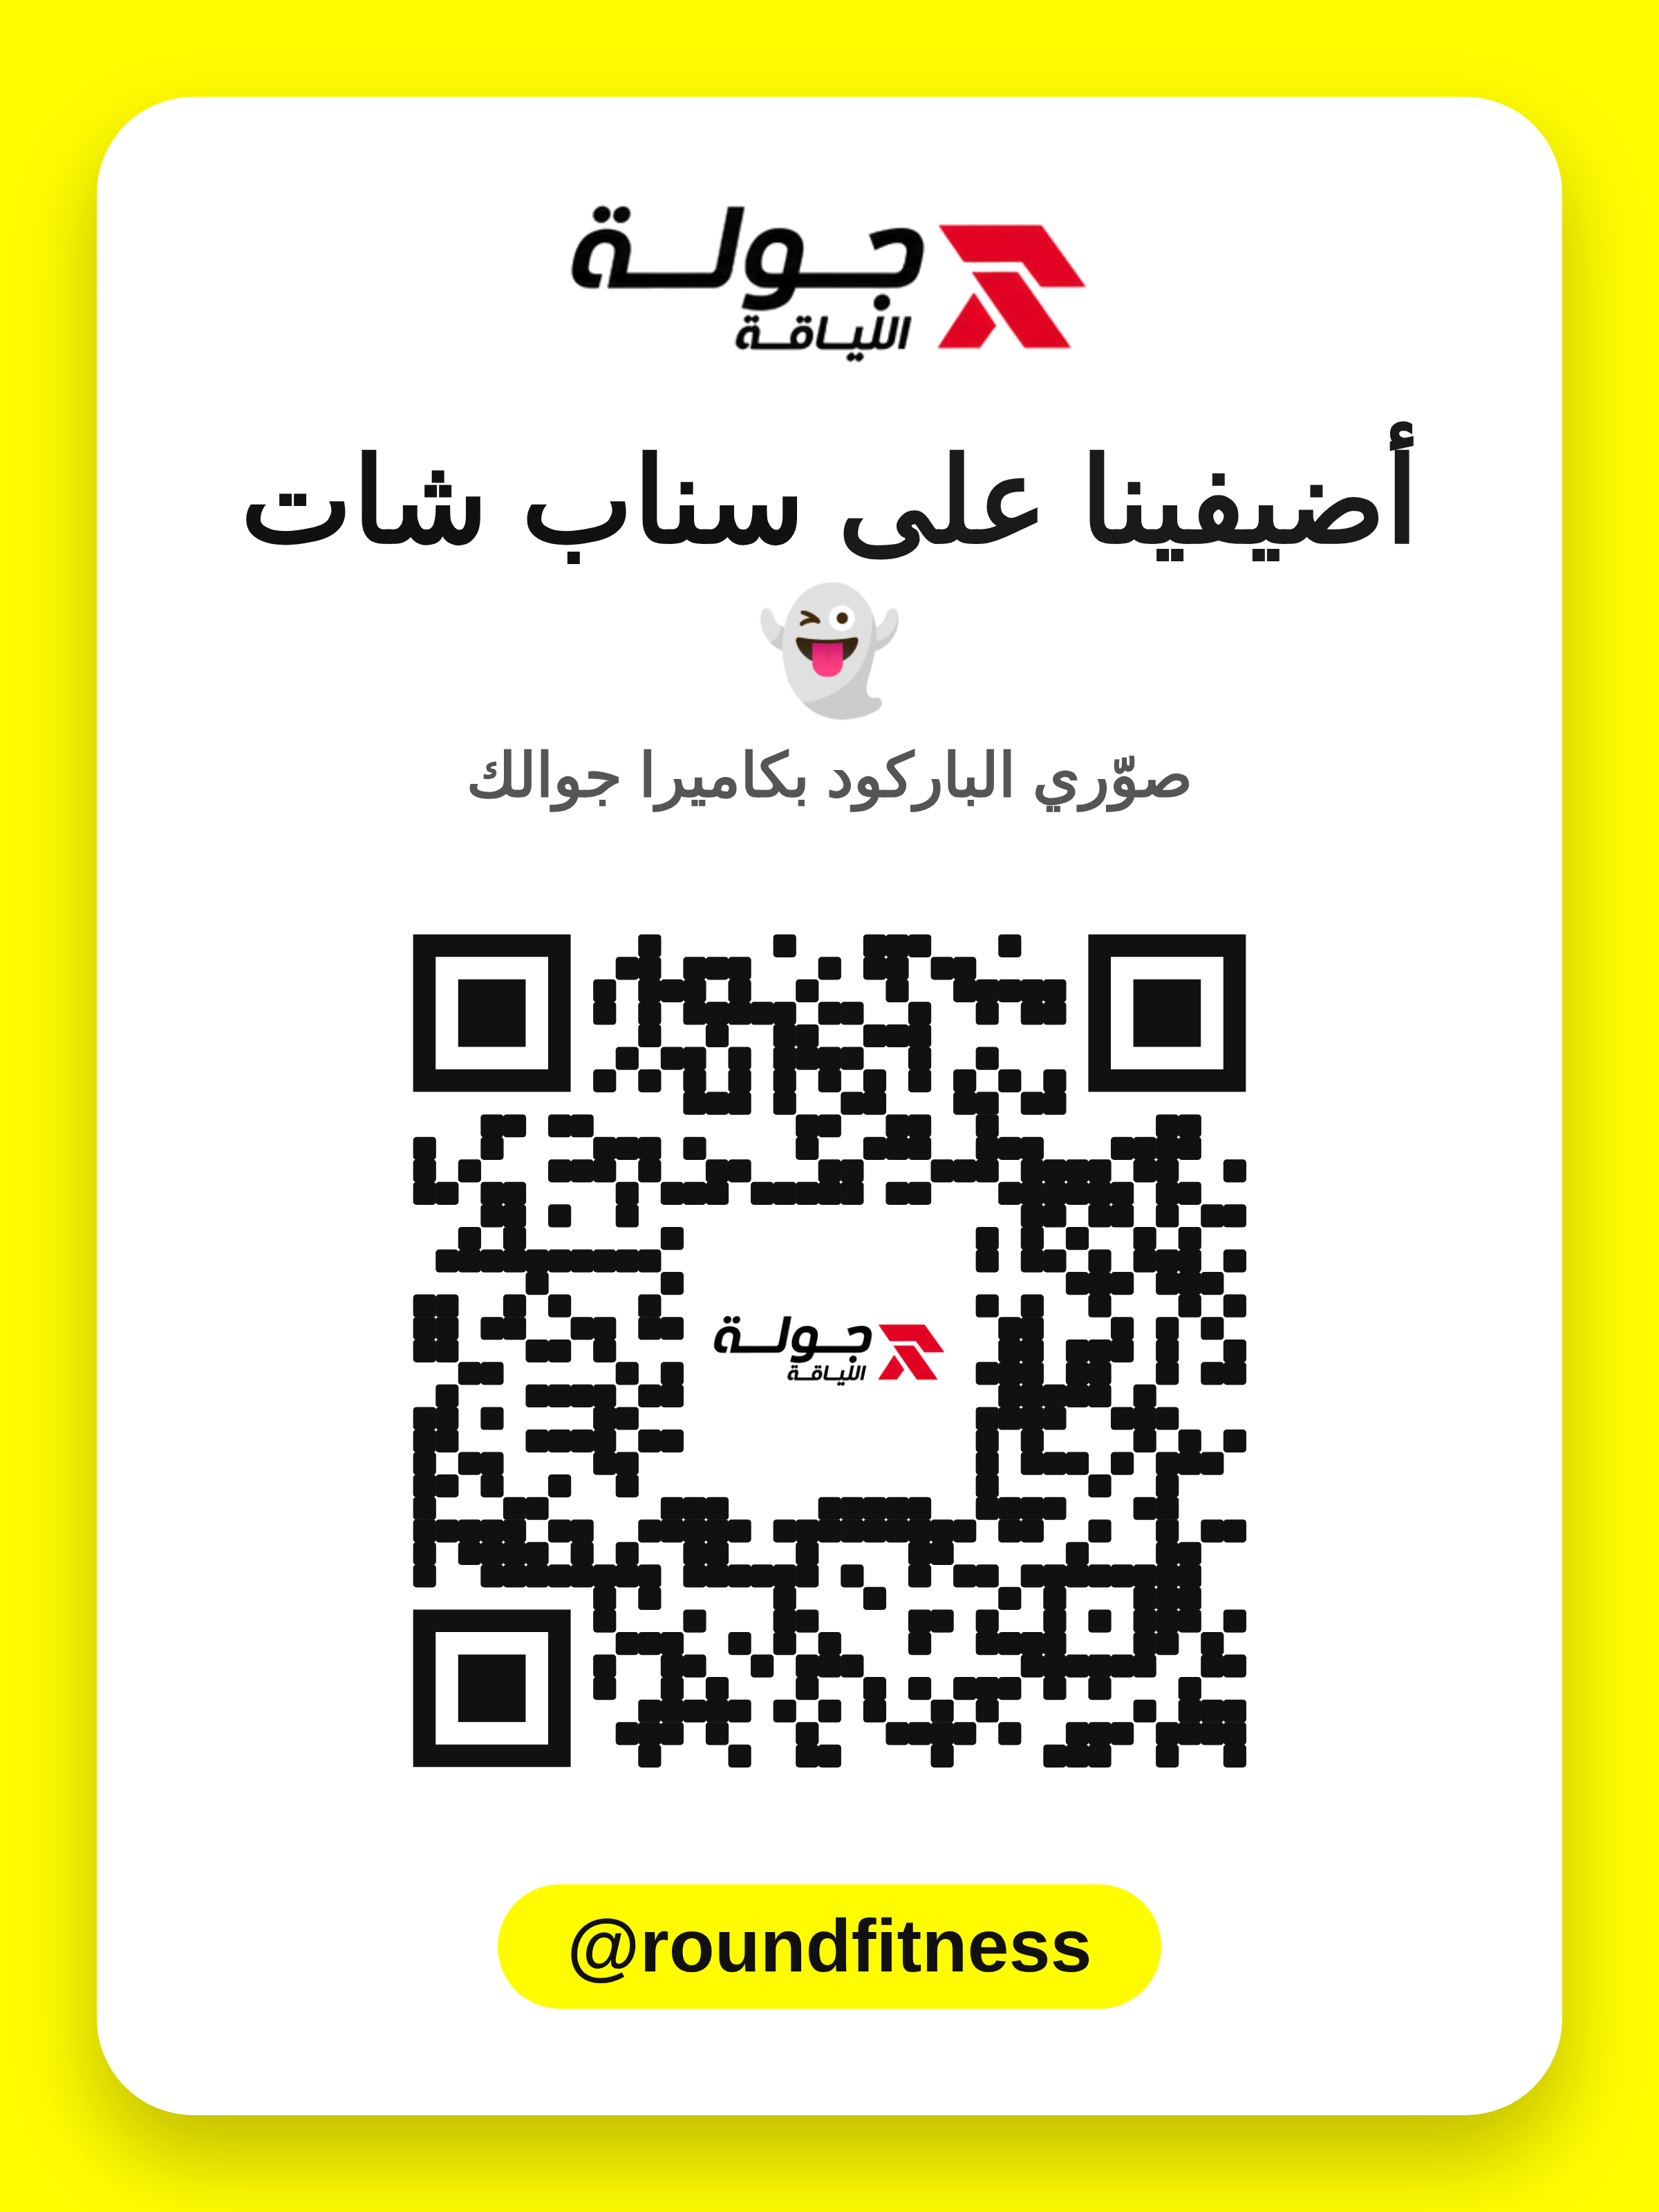 جولة
اللياقة
أضيفينا على سناب شات
صوّري الباركود بكاميرا جوالك
جولة
اللياقة
@roundfitness